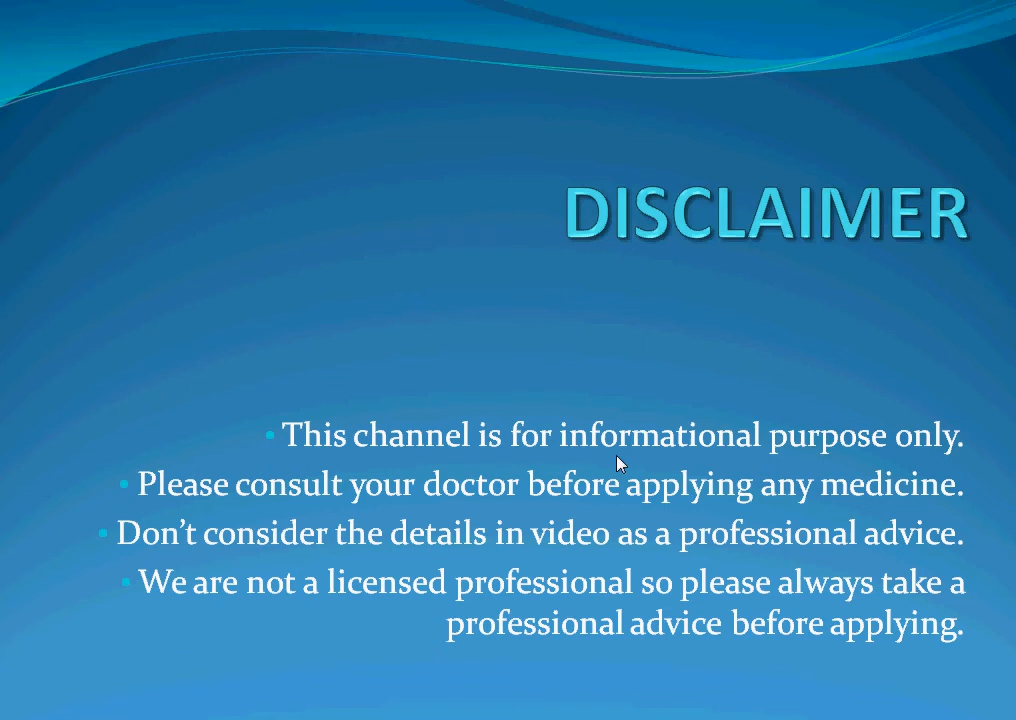 DISCLAIMER
• This channel is for informational purpose only.
• Please consult your doctor before applying any medicine.
• Don’t consider the details in video as a professional advice.
• We are not a licensed professional so please always take a
professional advice before applying.